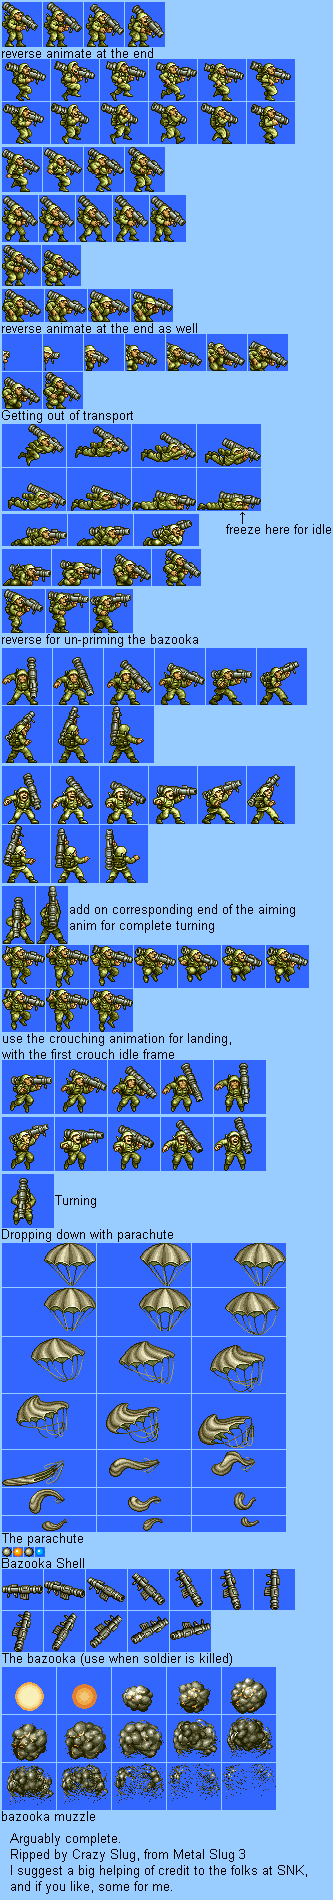 reverse animate at the end
reverse animate at the end as well
Getting out of transport
freeze here for idle
reverse for un-priming the bazooka
add on corresponding end of the aiming
anim for complete turning
use the crouching animation for landing,
with the first crouch idle frame
Turning
Dropping down with parachute
The parachute
Bazooka Shell
The bazooka (use when soldier is killed)
bazooka muzzle
Arguably complete.
Ripped by Crazy Slug, from Metal Slug 3
I suggest a big helping of credit to the folks at SNK,
and if you like, some for me.